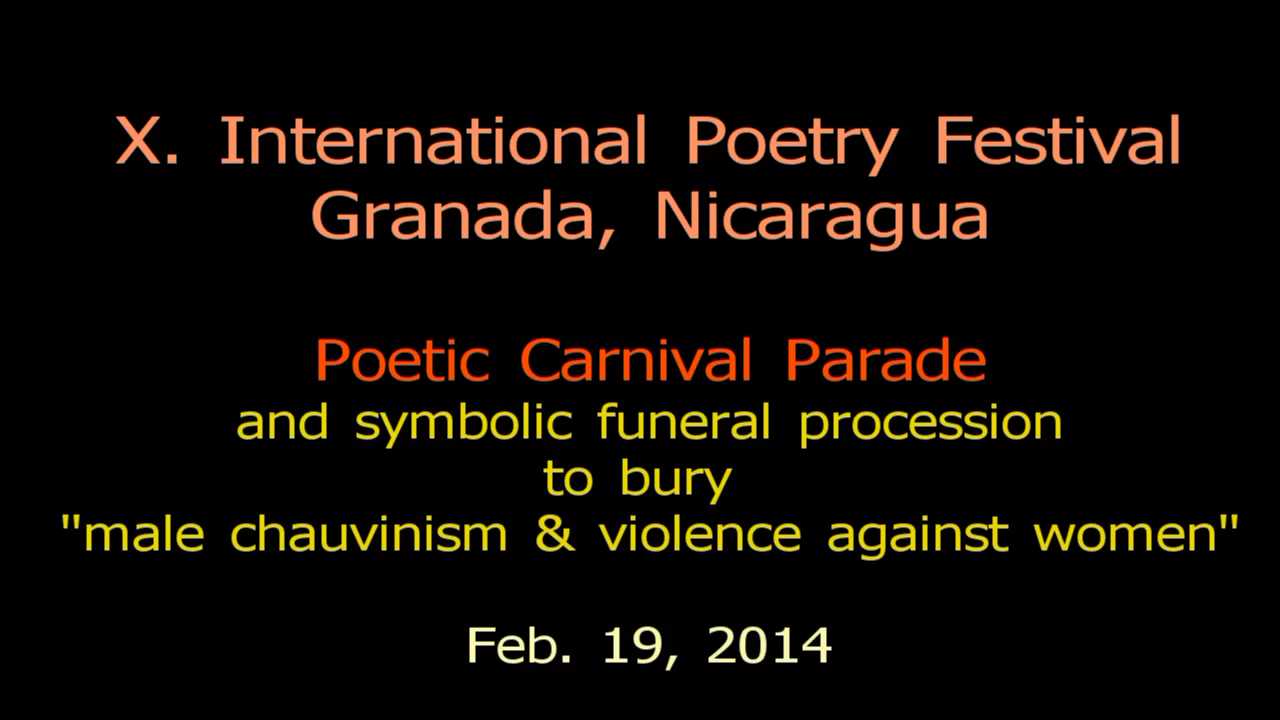 X. International Poetry Festival
Granada, Nicaragua
Poetic Carnival Parade
and symbolic funeral procession
to bury
"male chauvinism & violence against women"
Feb. 19, 2014